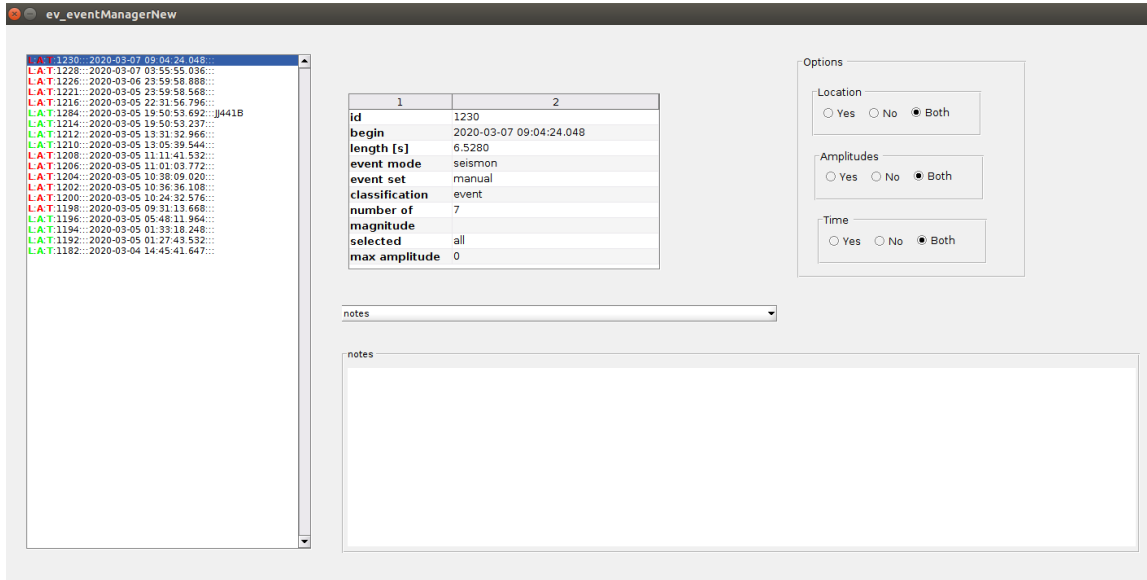 ev_eventManagerNew
L:A:T:1230:::2020-03-07 09:04:24.048:::
L:A:T:1228:::2020-03-07 03:55:55.036:::
L:A:T:1226:::2020-03-06 23:59:58.888:::
L:A:T:1221:::2020-03-05 23:59:58.568:::
L:A:T:1216:::2020-03-05 22:31:56.796:::
L:A:T:1284:::2020-03-05 19:50:53.692:::JJ441B
L:A:T:1214:::2020-03-05 19:50:53.237:::
L:A:T:1212:::2020-03-05 13:31:32.966:::
L:A:T:1210:::2020-03-05 13:05:39.544:::
L:A:T:1208:::2020-03-05 11:11:41.532:::
L:A:T:1206:::2020-03-05 11:01:03.772:::
L:A:T:1204:::2020-03-05 10:38:09.020:::
L:A:T:1202:::2020-03-05 10:36:36.108:::
L:A:T:1200:::2020-03-05 10:24:32.576:::
L:A:T:1198:::2020-03-05 09:31:13.668:::
L:A:T:1196:::2020-03-05 05:48:11.964:::
L:A:T:1194:::2020-03-05 01:33:18.248:::
L:A:T:1192:::2020-03-05 01:27:43.532:::
L:A:T:1182:::2020-03-04 14:45:41.647:::
1 2
id 1230
begin 2020-03-07 09:04:24.048
length [s] 6.5280
event mode seismon
event set manual
classification event
number of 7
magnitude
selected all
max amplitude 0
notes
notes
Options
Location
Yes No Both
Amplitudes
Yes No Both
Time
Yes No Both